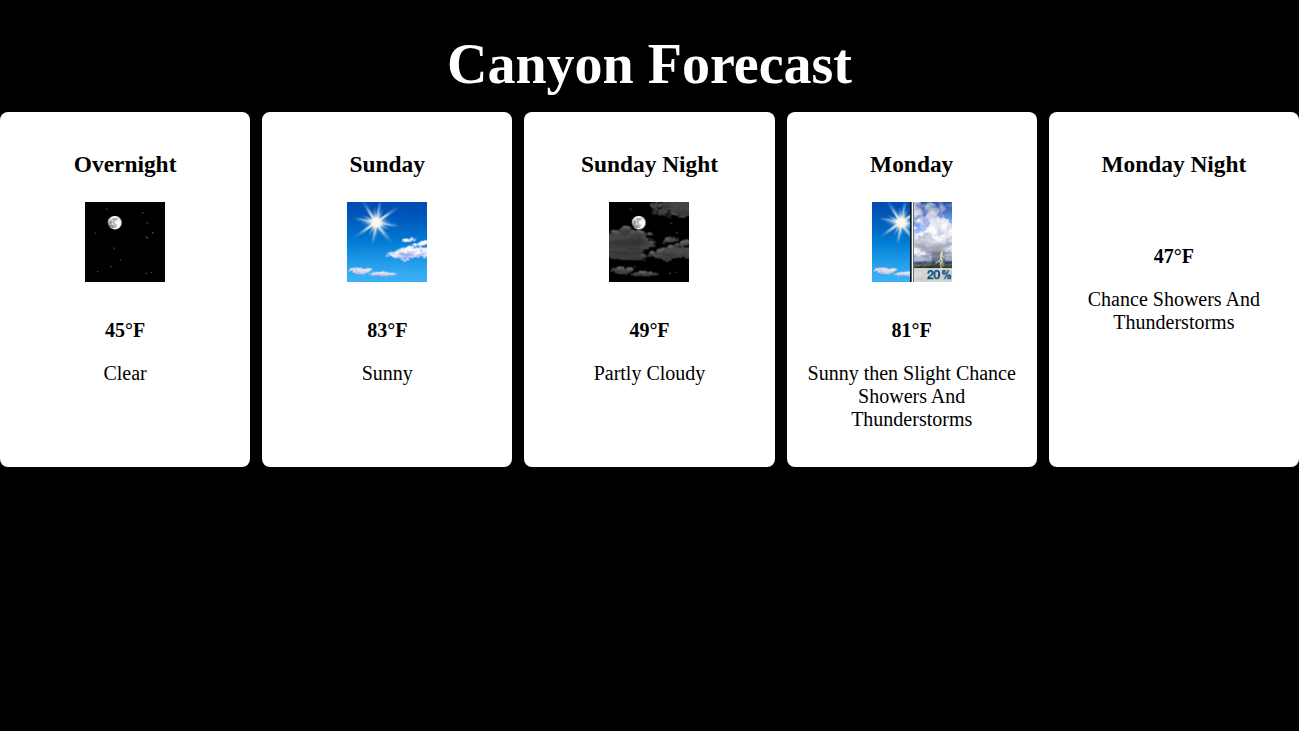 Canyon Forecast
Overnight
45°F
Clear
Sunday
83°F
Sunny
Sunday Night
49°F
Partly Cloudy
Monday
20%
81°F
Sunny then Slight Chance
Showers And
Thunderstorms
Monday Night
47°F
Chance Showers And
Thunderstorms